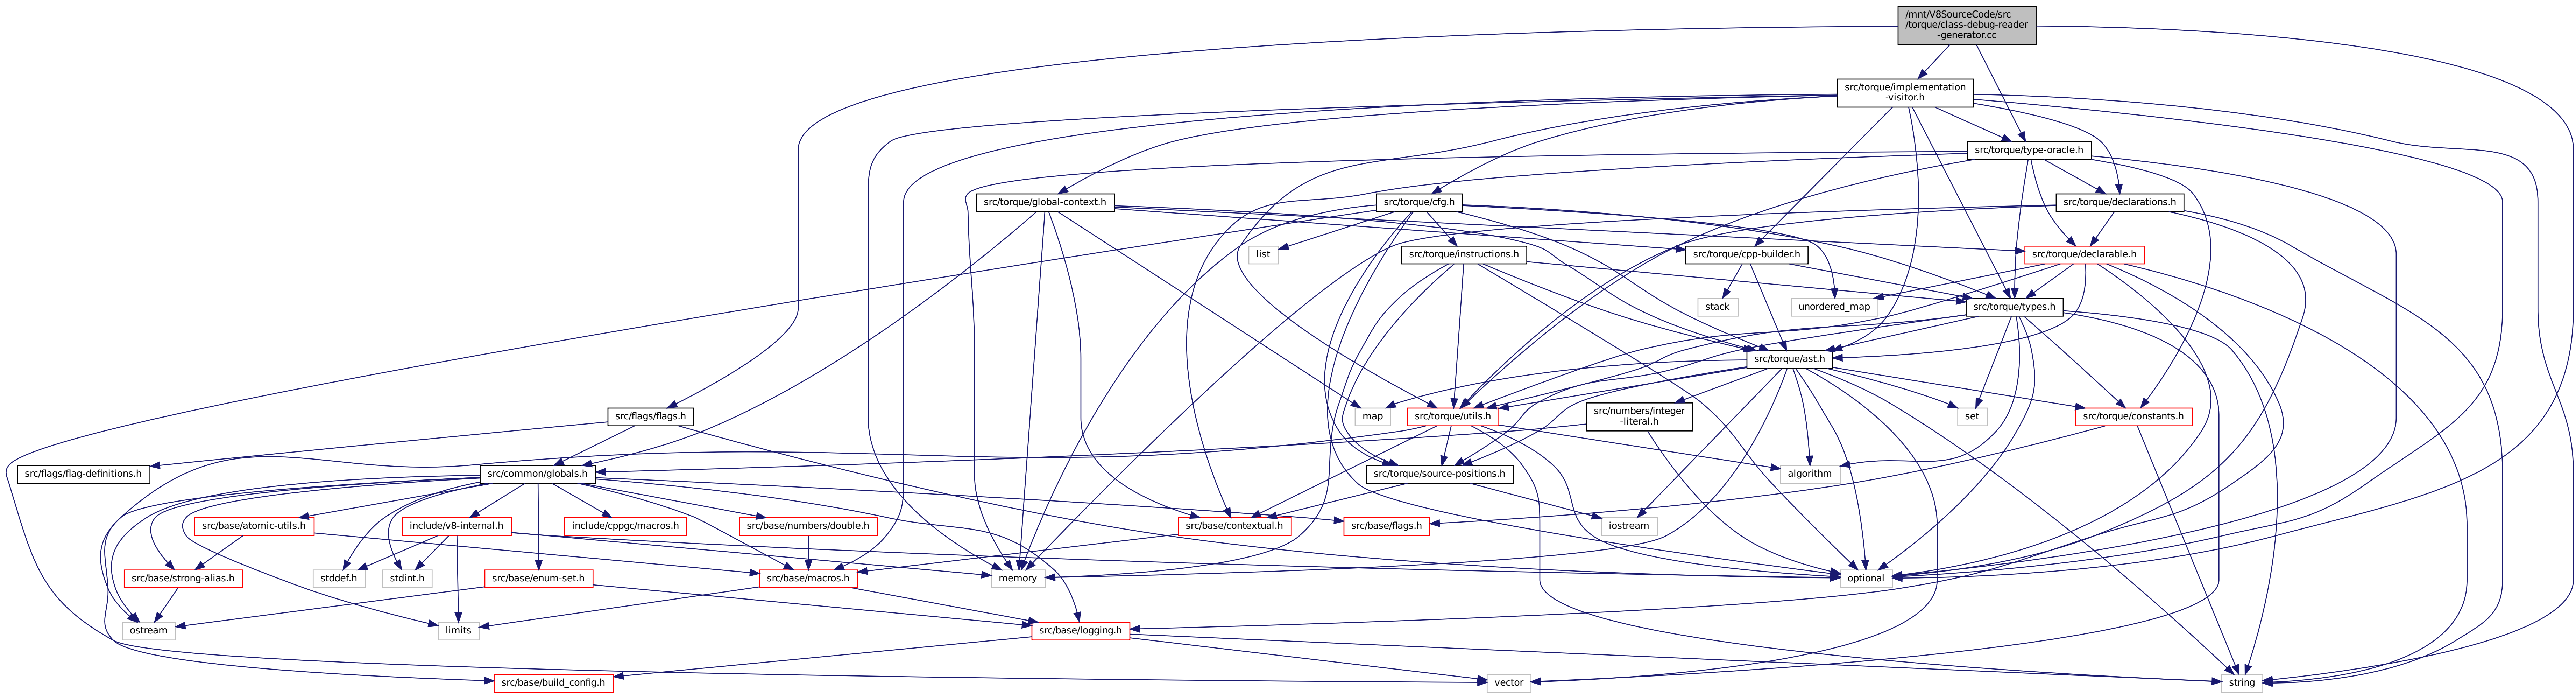 /mnt/V8SourceCode/src
/torque/class-debug-reader
-generator.cc
src/torque/implementation
-visitor.h
src/torque/type-oracle.h
src/torque/global-context.h
src/torque/cfg.h
src/torque/declarations.h
list
src/torque/instructions.h
src/torque/cpp-builder.h
src/torque/declarable.h
stack
unordered_map
src/torque/types.h
src/torque/ast.h
src/flags/flags.h
map
src/torque/utils.h
src/numbers/integer
-literal.h
set
src/torque/constants.h
src/flags/flag-definitions.h
src/common/globals.h
src/torque/source-positions.h
algorithm
src/base/atomic-utils.h
include/v8-internal.h
include/cppgc/macros.h
src/base/numbers/double.h
src/base/contextual.h
src/base/flags.h
iostream
src/base/strong-alias.h
stddef.h
stdint.h
src/base/enum-set.h
src/base/macros.h
memory
optional
ostream
limits
src/base/logging.h
src/base/build_config.h
vector
string